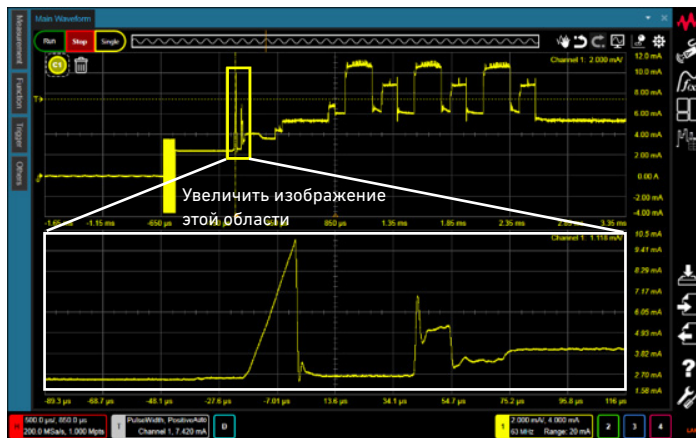 Main Waveform
Measurement
Function
Trigger
Others
Run
Stop
Single
C1
Channel 1: 2.000 mA/
12.0 mA
10.0 mA
8.00 mA
6.00 mA
4.00 mA
2.00 mA
0.00 A
-2.00 mA
-4.00 mA
Увеличить изображение
этой области
-1.65 ms
-1.15 ms
-650 µs
850 µs
1.35 ms
1.85 ms
2.35 ms
3.35 ms
Channel 1: 1.118 mA/
10.5 mA
9.41 mA
8.29 mA
7.17 mA
6.05 mA
4.93 mA
3.82 mA
2.70 mA
1.58 mA
-89.3 µs
-68.7 µs
-48.1 µs
-27.6 µs
-7.01 µs
13.6 µs
34.1 µs
54.7 µs
75.2 µs
95.8 µs
116 µs
500.0 µs/, 850.0 µs
200.0 MSa/s, 1.000 Mpts
T
PulseWidth, PositiveAuto
Channel 1, 7.420 mA
D
1
2.000 mA/, 4.000 mA
63 MHz Range: 20 mA
2
3
4